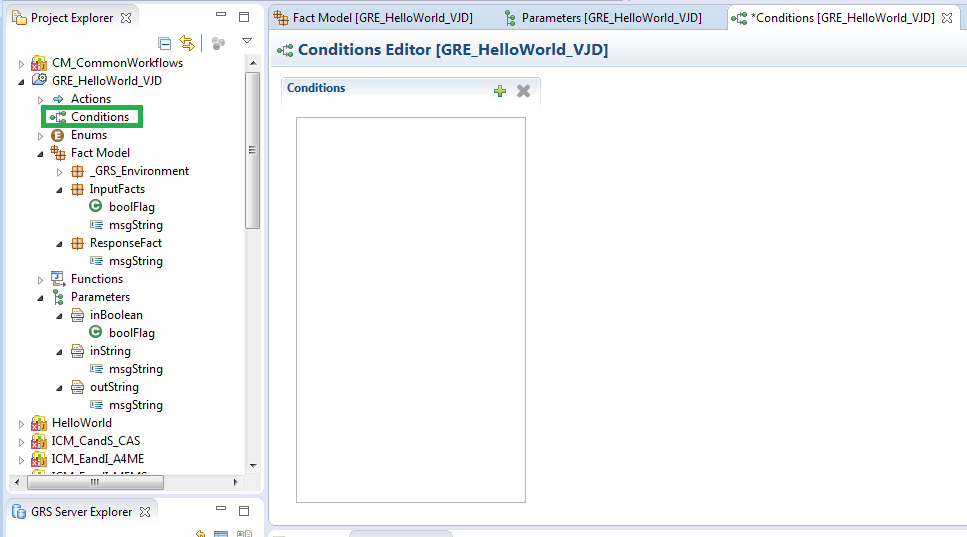 Project Explorer
CM_CommonWorkflows
GRE_HelloWorld_VJD
Actions
Conditions
Enums
Fact Model
_GRS_Environment
InputFacts
boolFlag
msgString
ResponseFact
msgString
Functions
Parameters
inBoolean
boolFlag
inString
msgString
outString
msgString
HelloWorld
ICM_CandS_CAS
ICM_EandI_A4ME
GRS Server Explorer
Fact Model [GRE_HelloWorld_VJD]
Parameters [GRE_HelloWorld_VJD]
*Conditions [GRE_HelloWorld_VJD]
Conditions Editor [GRE_HelloWorld_VJD]
Conditions